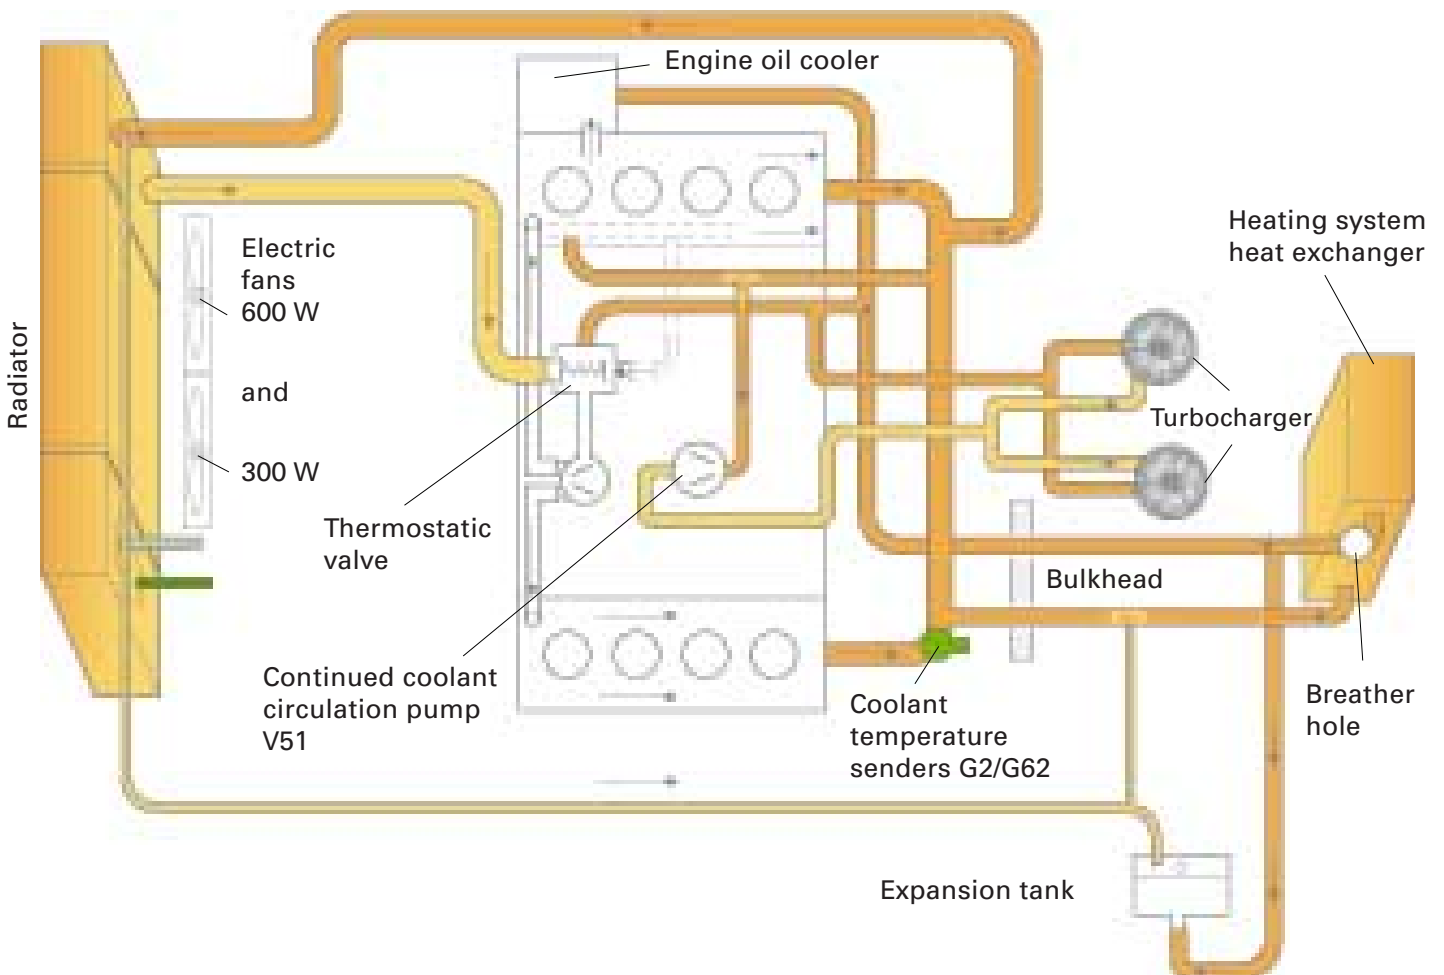 Engine oil cooler
Radiator
Electric
fans
600 W
and
300 W
Heating system
heat exchanger
Turbocharger
Thermostatic
valve
Bulkhead
Continued coolant
circulation pump
V51
Coolant
temperature
senders G2/G62
Breather
hole
Expansion tank